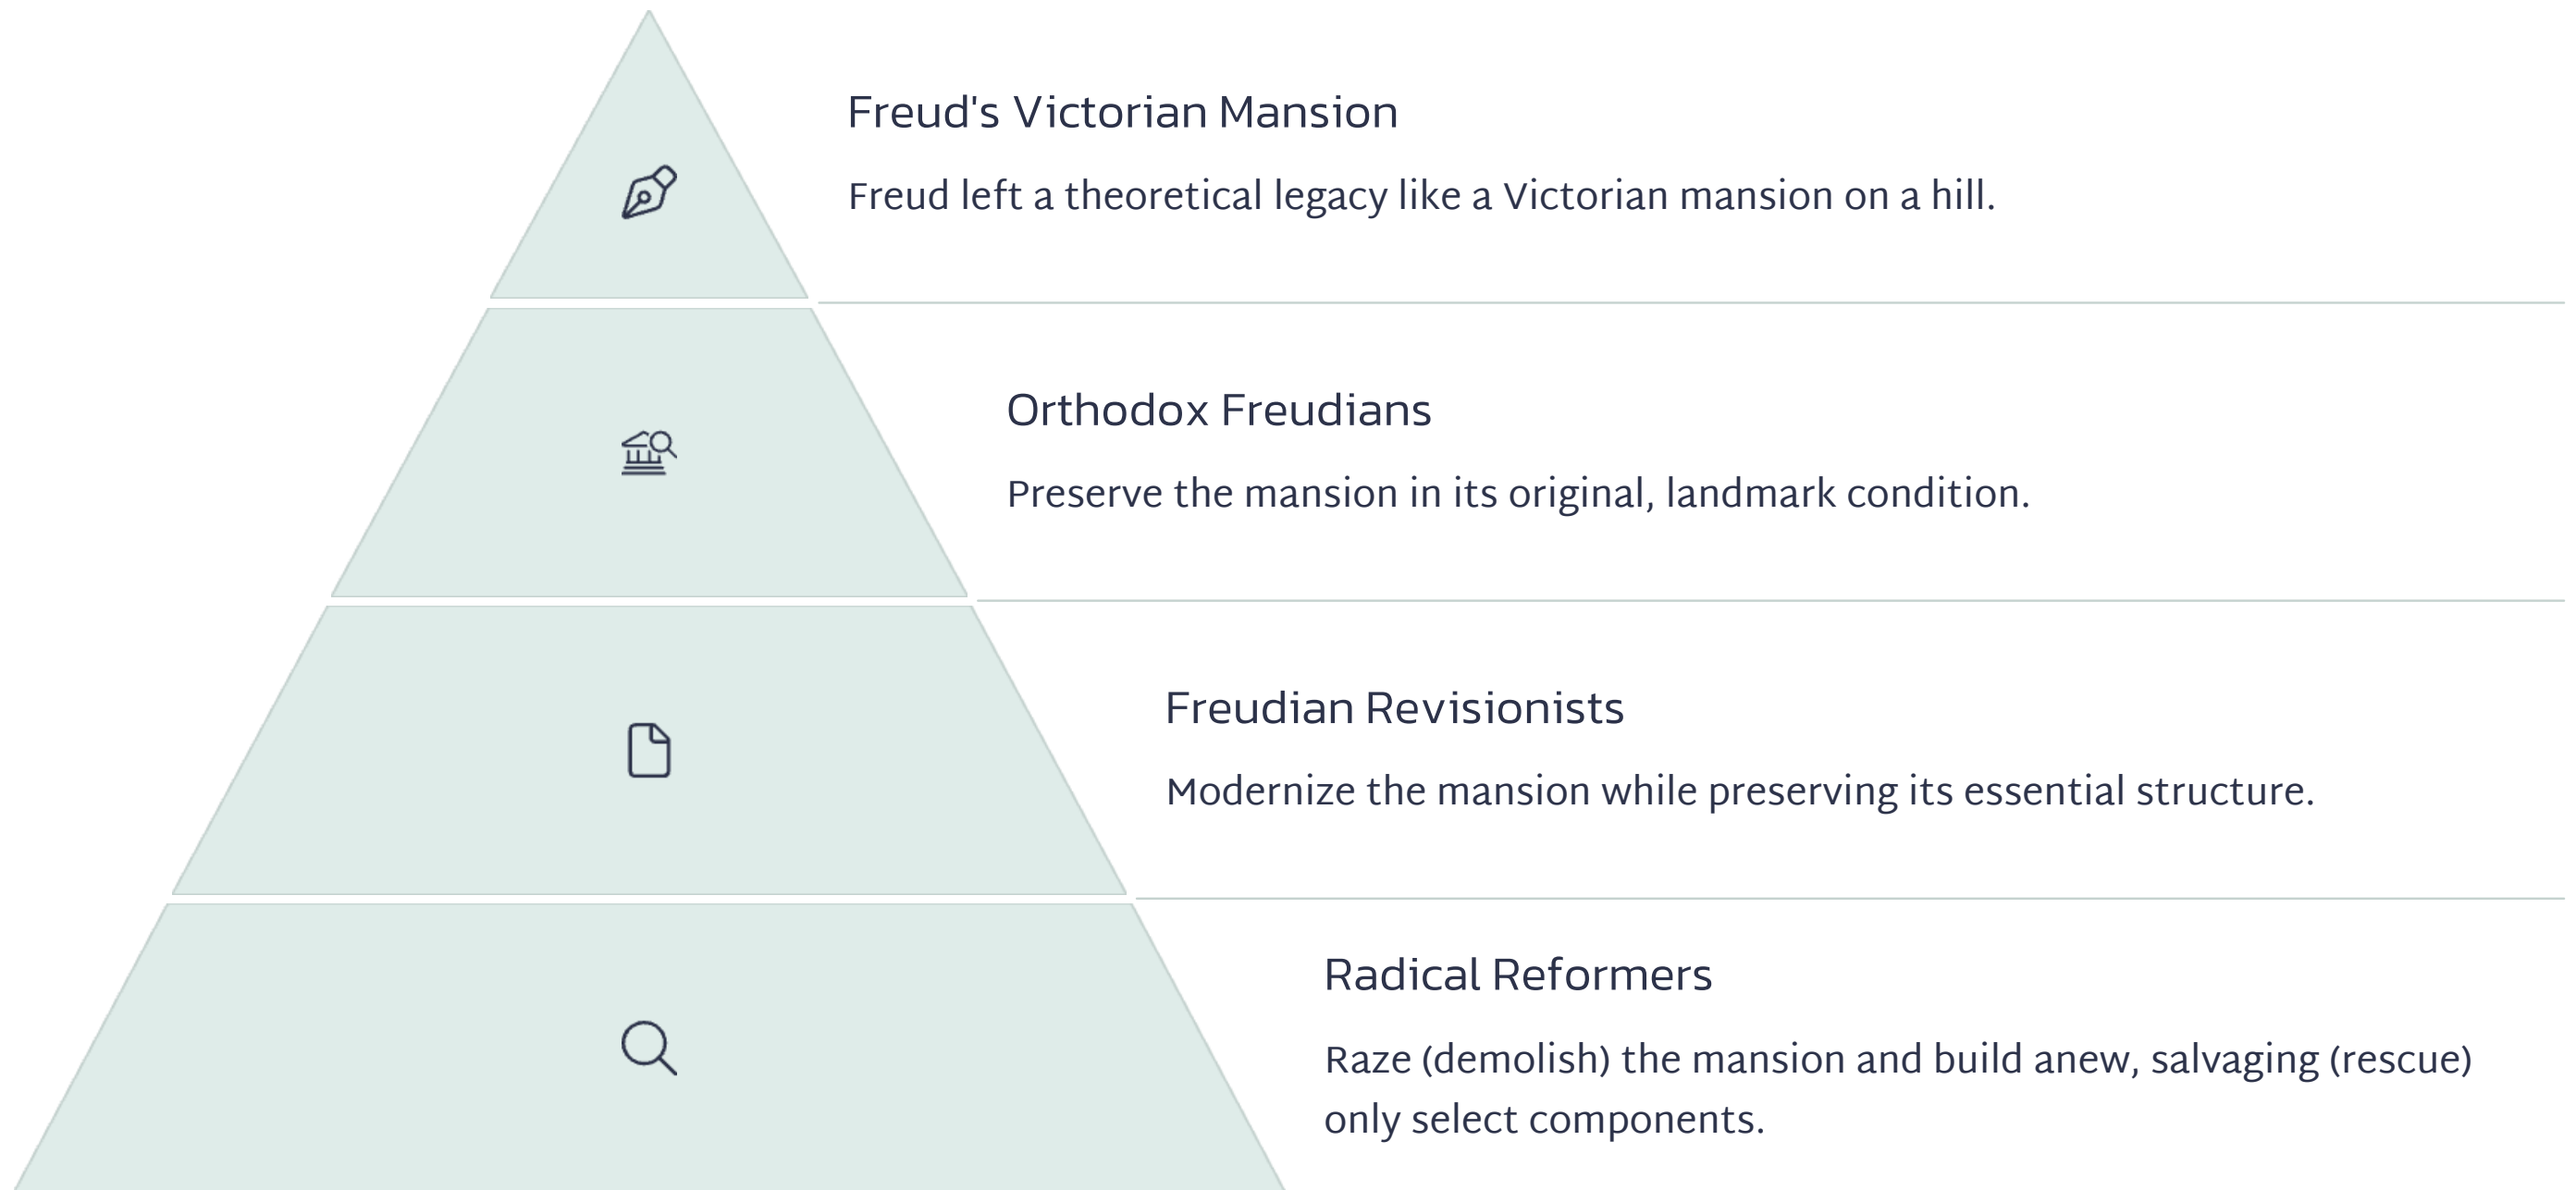 Freud's Victorian Mansion
Freud left a theoretical legacy like a Victorian mansion on a hill.
Orthodox Freudians
Preserve the mansion in its original, landmark condition.
Freudian Revisionists
Modernize the mansion while preserving its essential structure.
Radical Reformers
Raze (demolish) the mansion and build anew, salvaging (rescue)
only select components.